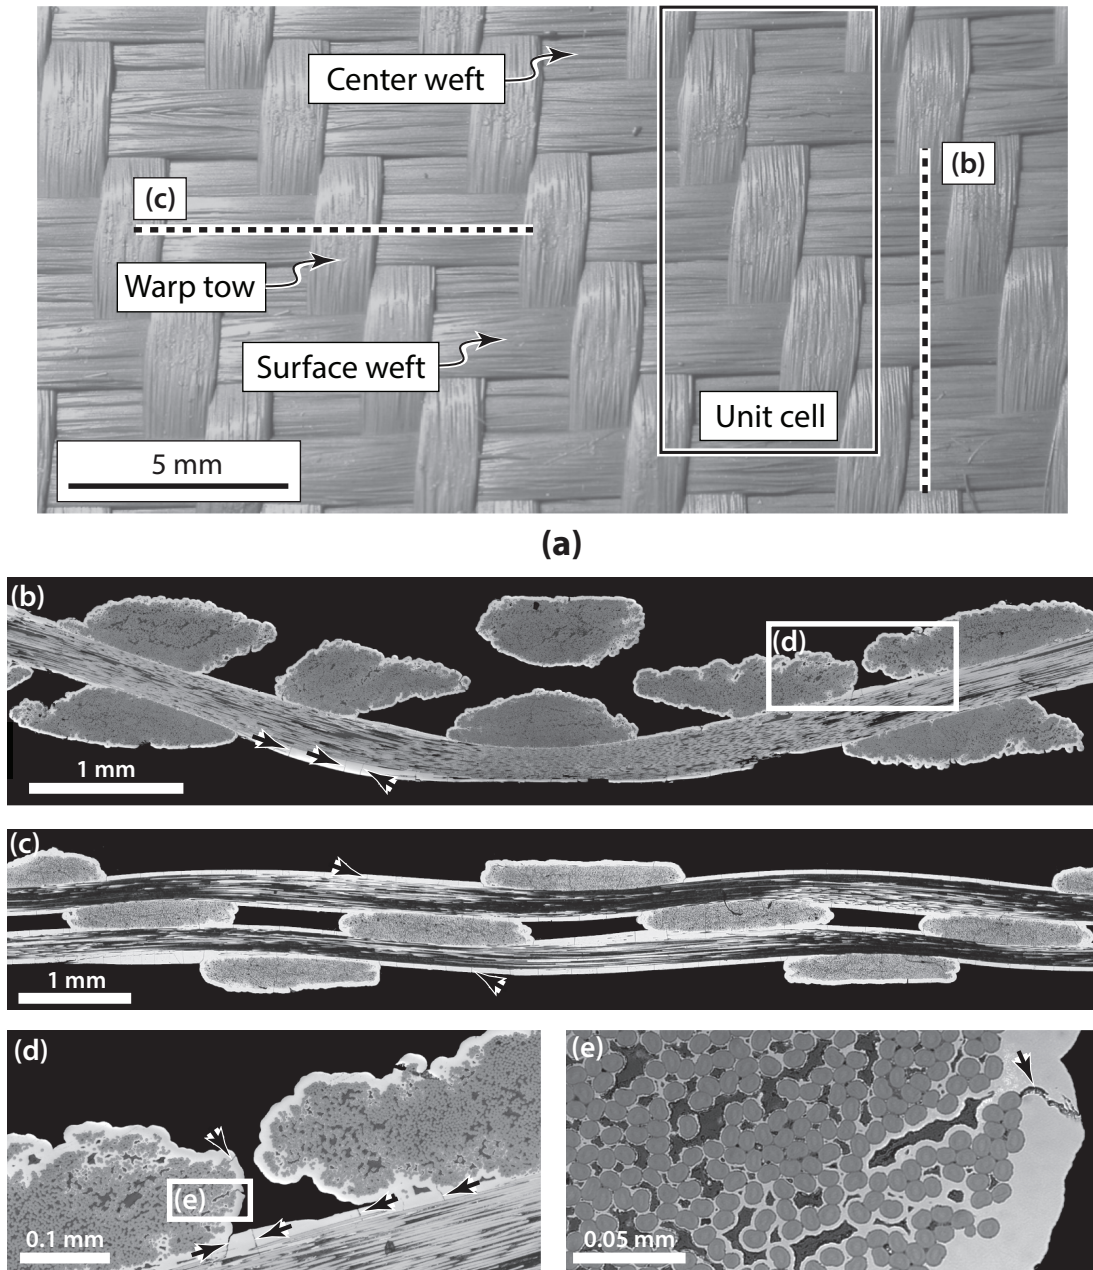 Center weft
(c)
(b)
Warp tow
Surface weft
Unit cell
5 mm
(a)
(b)
(d)
1 mm
(c)
1 mm
(d)
(e)
0.1 mm
(e)
0.05 mm